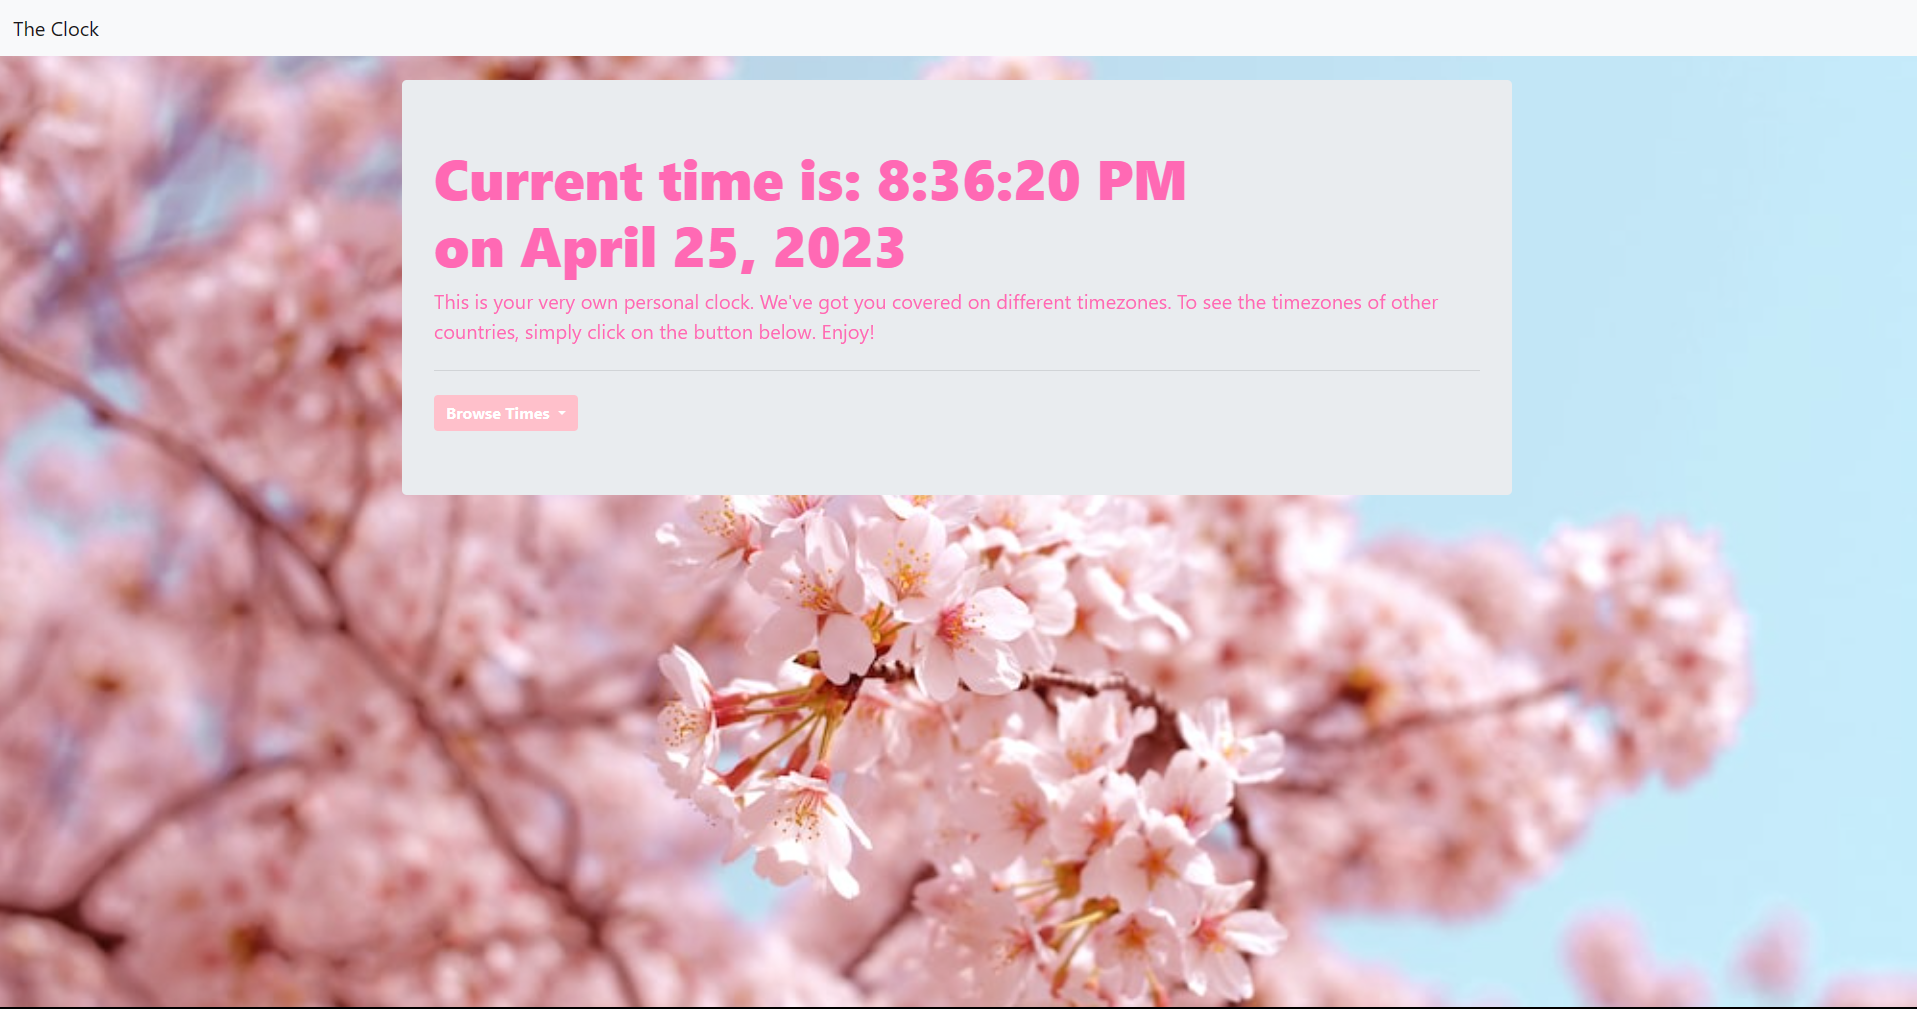 The Clock
Current time is: 8:36:20 PM
on April 25, 2023
This is your very own personal clock. We've got you covered on different timezones. To see the timezones of other
countries, simply click on the button below. Enjoy!
Browse Times